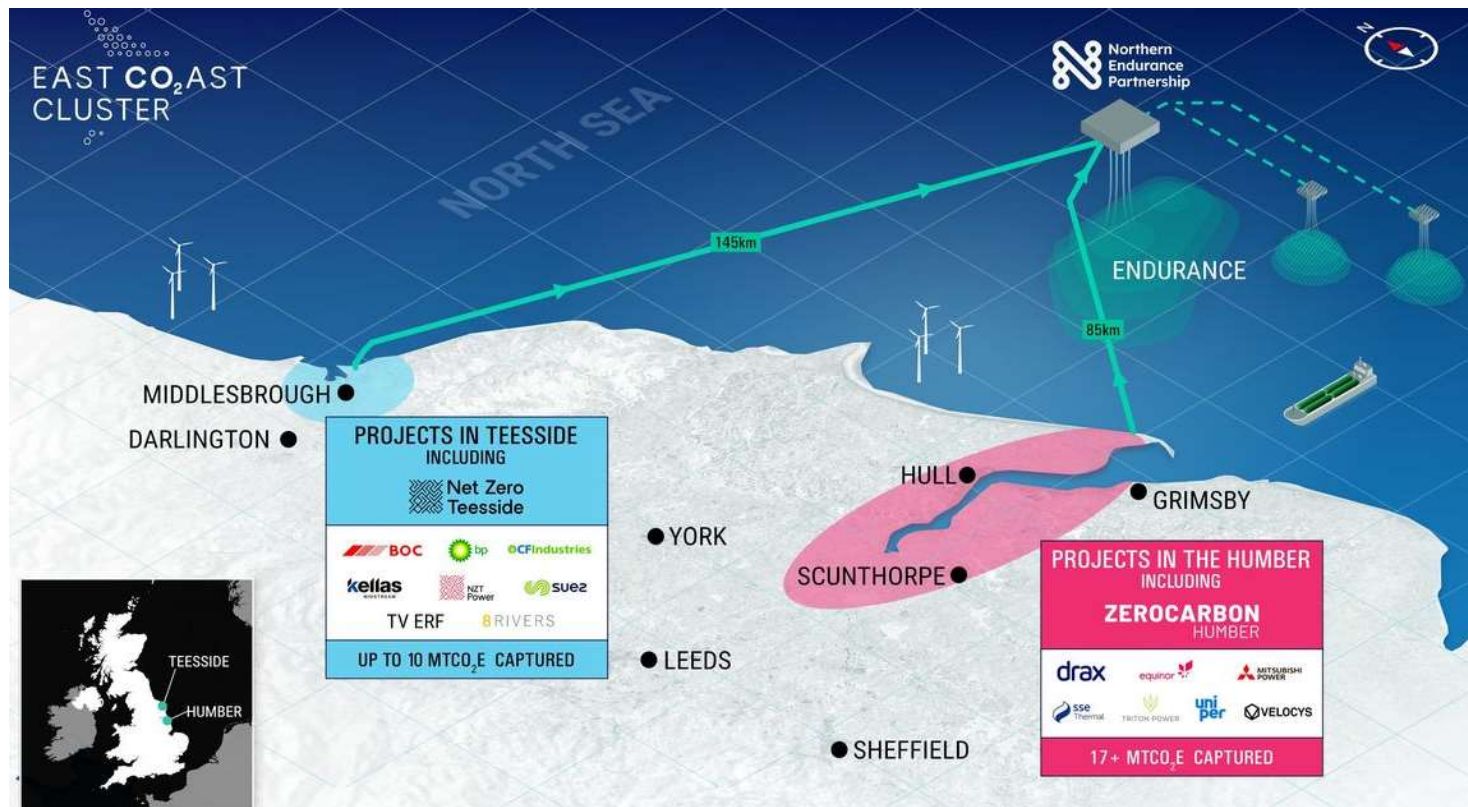 EAST CO₂AST
CLUSTER
NORTH SEA
Northern
Endurance
Partnership
N
145km
ENDURANCE
85km
MIDDLESBROUGH
DARLINGTON
PROJECTS IN TEESSIDE
INCLUDING
Net Zero
Teesside
BOC
bp
CFIndustries
Kellas
MIDSTREAM
NZT
Power
suez
TV ERF
8RIVERS
UP TO 10 MTCO₂E CAPTURED
YORK
LEEDS
SHEFFIELD
HULL
GRIMSBY
SCUNTHORPE
PROJECTS IN THE HUMBER
INCLUDING
ZEROCARBON
HUMBER
drax
equinor
MITSUBISHI
POWER
sse
Thermal
TRITON POWER
uni
per
VELOCYS
17+ MTCO₂E CAPTURED
TEESSIDE
HUMBER